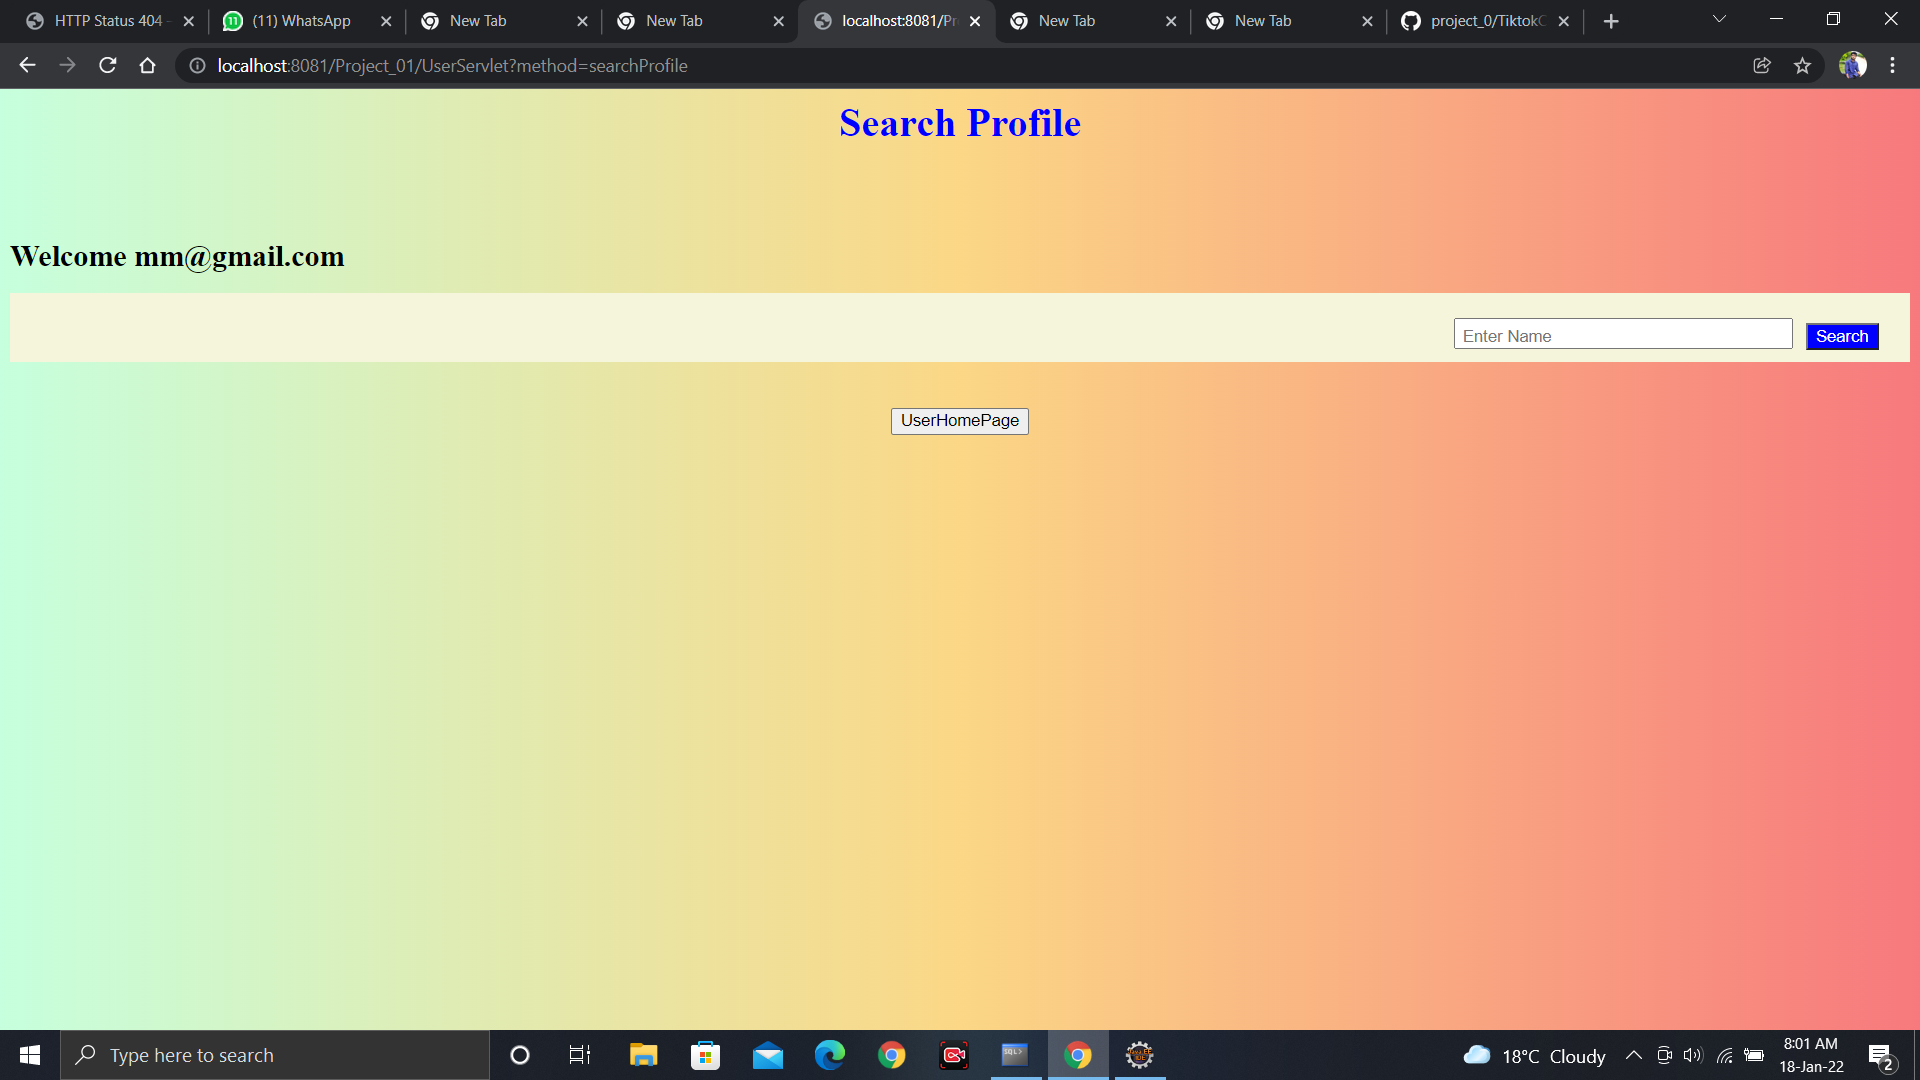 HTTP Status 404 -
(11) WhatsApp
New Tab
New Tab
localhost:8081/Pr
New Tab
New Tab
project_0/TiktokC
localhost:8081/Project_01/UserServlet?method=searchProfile
Search Profile
Welcome mm@gmail.com
Enter Name
Search
UserHomePage
Type here to search
SQL>
18°C Cloudy
8:01 AM
18-Jan-22
2